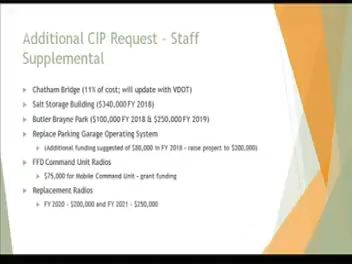 Additional CIP Request - Staff
Supplemental
Chatham Bridge (11% of cost; will update with VDOT)
Salt Storage Building ($340,000 FY 2018)
Butler Brayne Park ($100,000 FY 2018 & $250,000 FY 2019)
Replace Parking Garage Operating System
(Additional funding suggested of $80,000 in FY 2018 - raise project to $200,000)
FFD Command Unit Radios
$75,000 for Mobile Command Unit - grant funding
Replacement Radios
FY 2020 - $200,000 and FY 2021 - $250,000